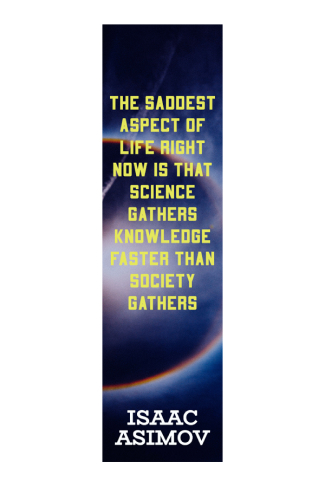 THE SADDEST
ASPECT OF
LIFE RIGHT
NOW IS THAT
SCIENCE
GATHERS
KNOWLEDGE
FASTER THAN
SOCIETY
GATHERS
ISAAC
ASIMOV